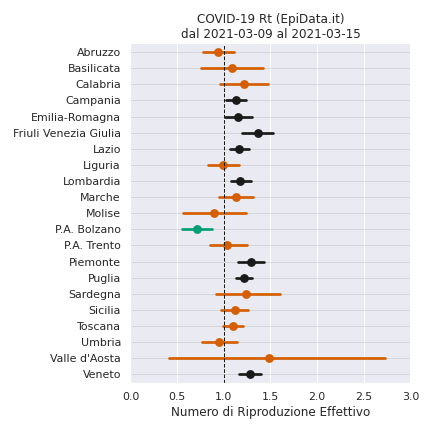 COVID-19 Rt (EpiData.it)
dal 2021-03-09 al 2021-03-15
Abruzzo
Basilicata
Calabria
Campania
Emilia-Romagna
Friuli Venezia Giulia
Lazio
Liguria
Lombardia
Marche
Molise
P.A. Bolzano
P.A. Trento
Piemonte
Puglia
Sardegna
Sicilia
Toscana
Umbria
Valle d'Aosta
Veneto
0.0 0.5 1.0 1.5 2.0 2.5 3.0
Numero di Riproduzione Effettivo